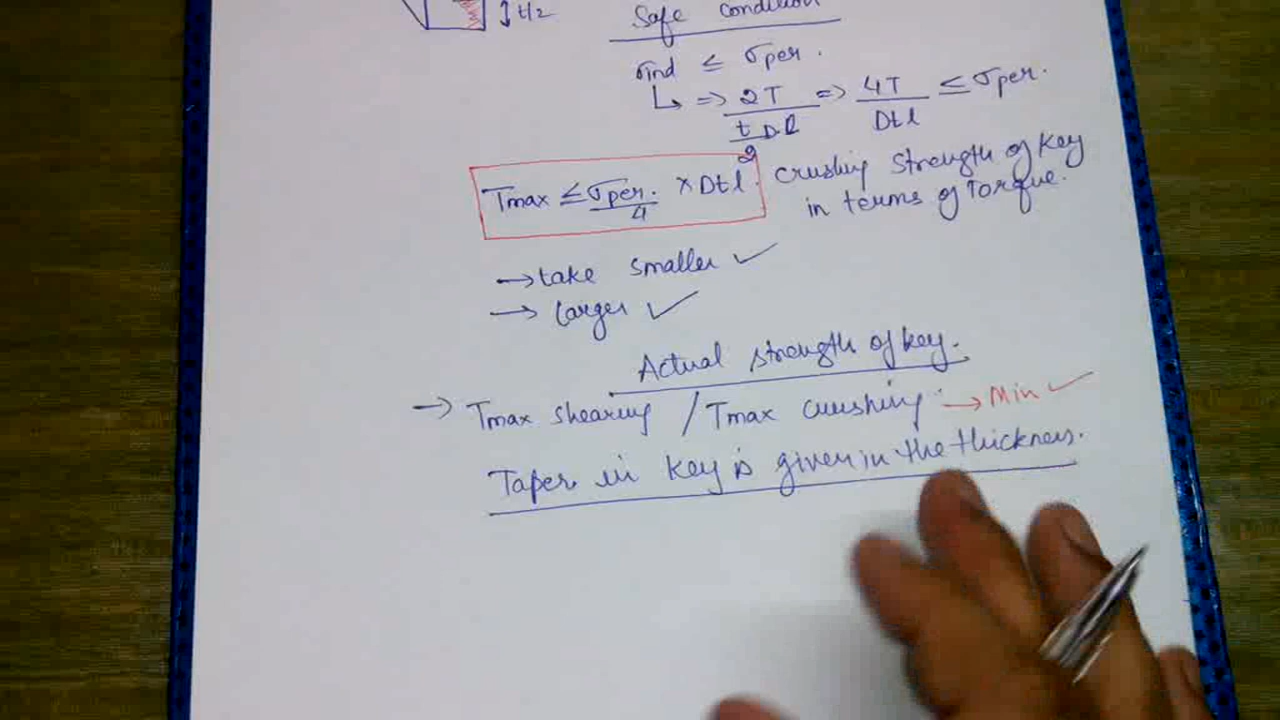 t/2
Safe condition
σind ≤ σper.
↳ => 2T / (t/2 D.l) => 4T / Dtl ≤ σper.
Tmax ≤ σper. / 4 × Dtl. crushing strength of key
in terms of Torque.
→ take smaller ✓
→ larger ✓
Actual strength of key.
→ Tmax shearing / Tmax crushing. → Min ✓
Taper in key is given in the thickness.